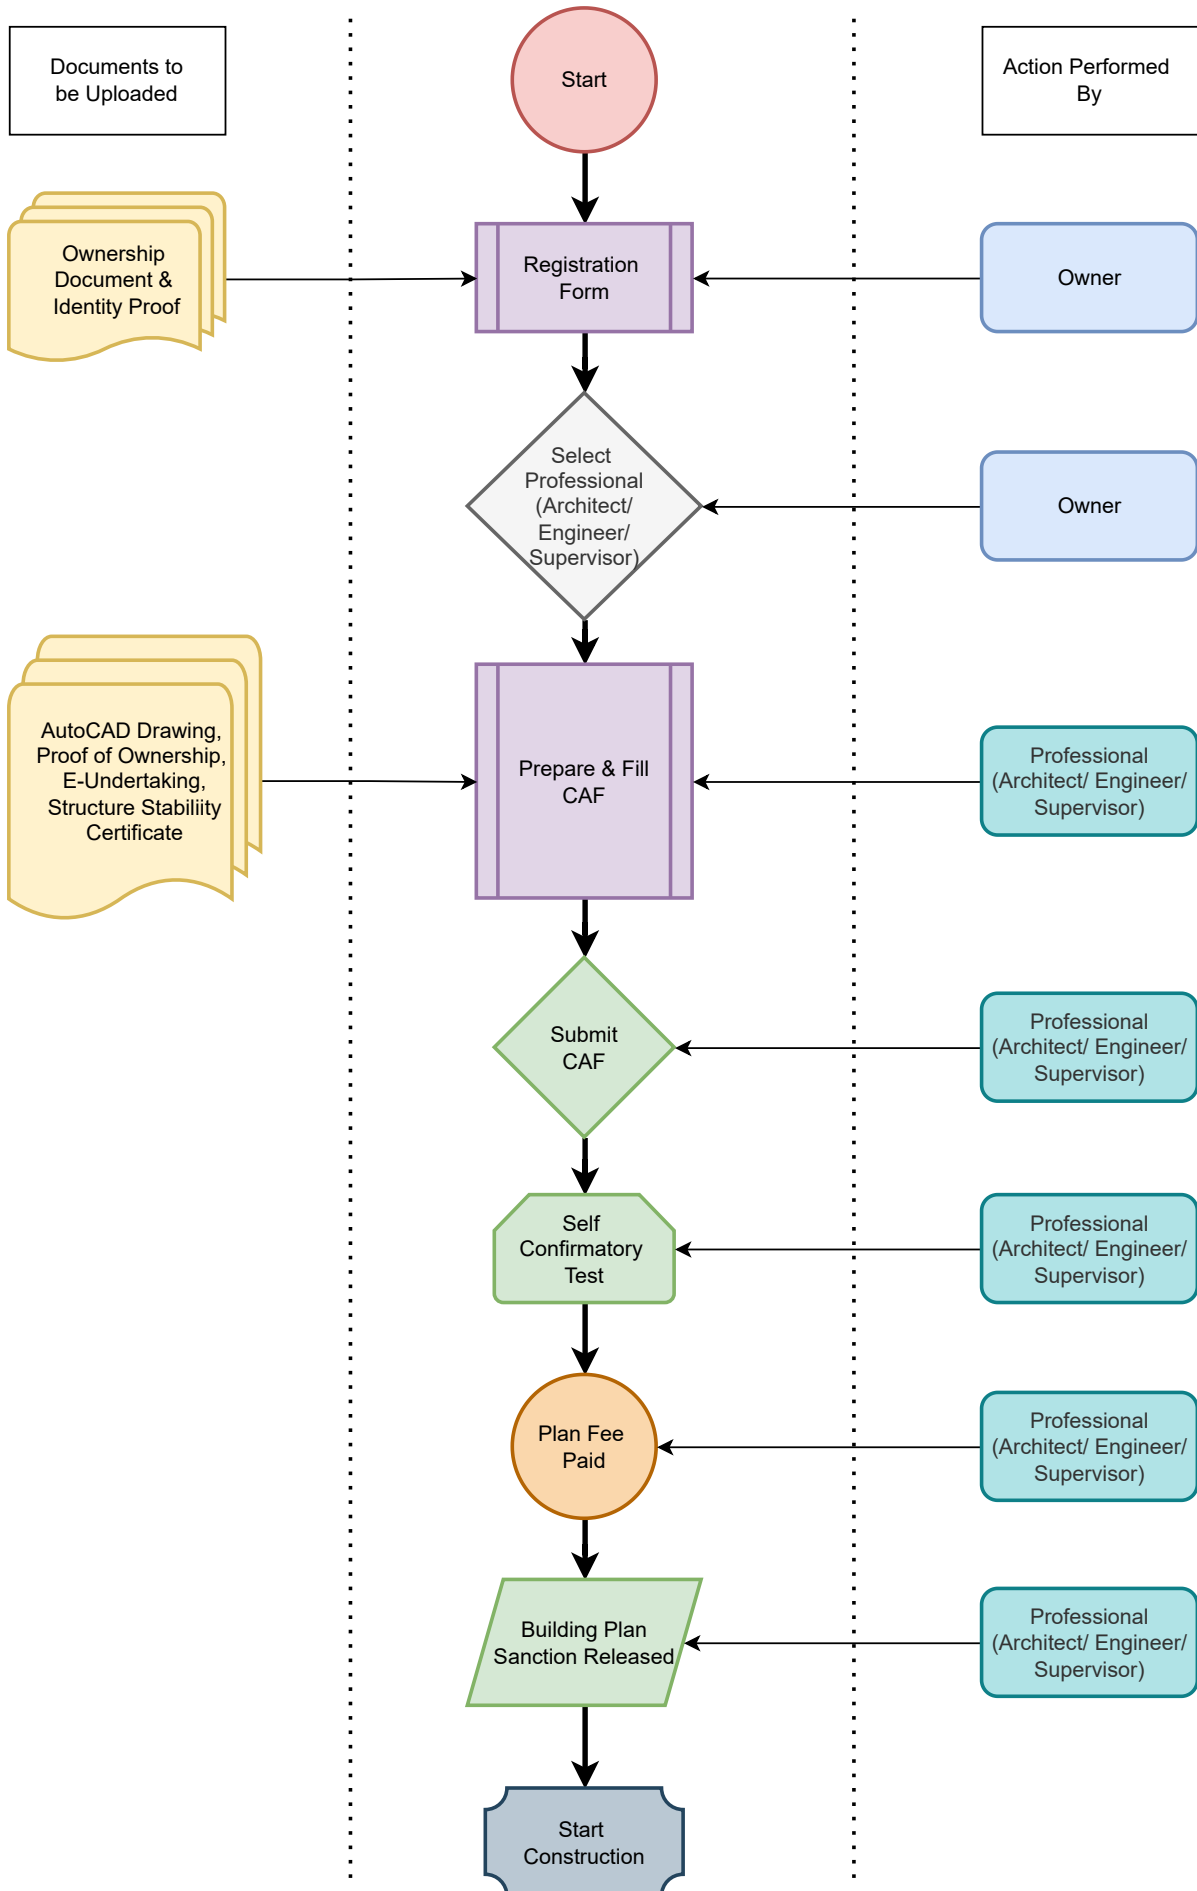 Documents to
be Uploaded
Start
Action Performed
By
Ownership
Document &
Identity Proof
Registration
Form
Owner
Select
Professional
(Architect/
Engineer/
Supervisor)
Owner
AutoCAD Drawing,
Proof of Ownership,
E-Undertaking,
Structure Stabiliity
Certificate
Prepare & Fill
CAF
Professional
(Architect/ Engineer/
Supervisor)
Submit
CAF
Professional
(Architect/ Engineer/
Supervisor)
Self
Confirmatory
Test
Professional
(Architect/ Engineer/
Supervisor)
Plan Fee
Paid
Professional
(Architect/ Engineer/
Supervisor)
Building Plan
Sanction Released
Professional
(Architect/ Engineer/
Supervisor)
Start
Construction